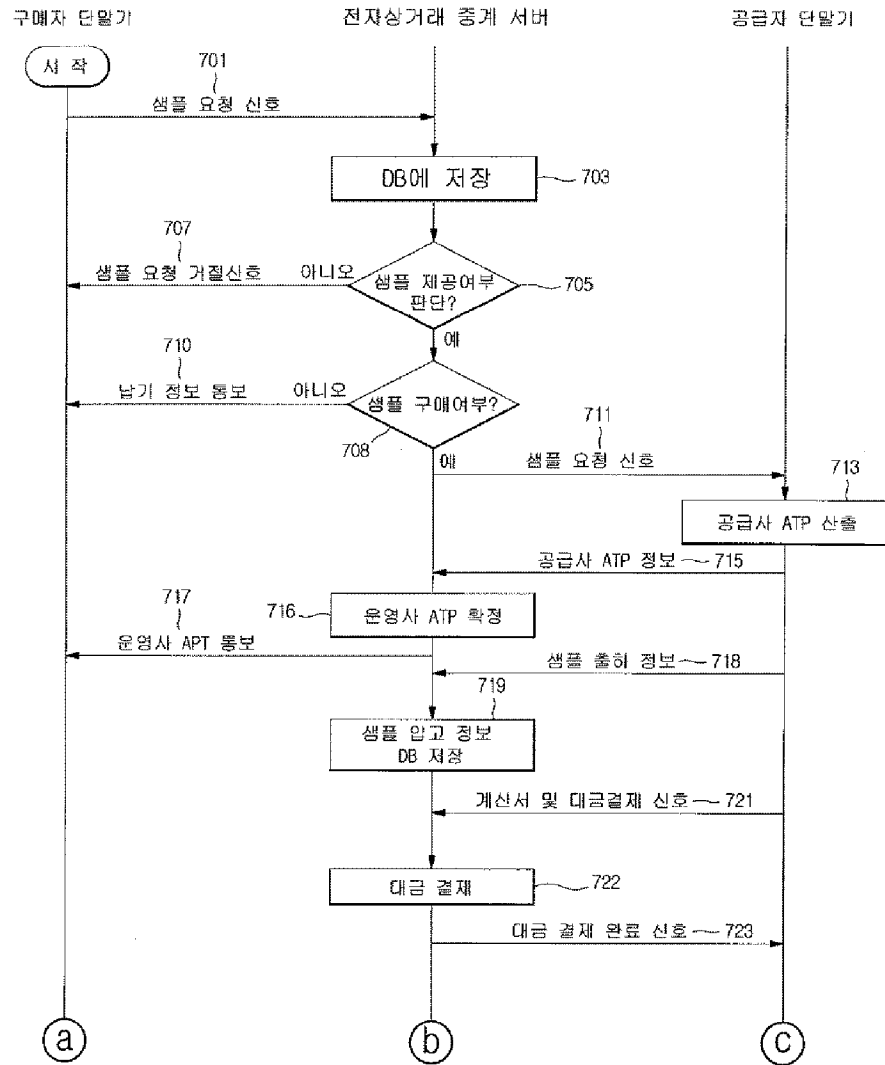 구매자 단말기
전자상거래 중계 서버
공급자 단말기
시 작
701
샘플 요청 신호
DB에 저장
703
707
샘플 요청 거절신호
아니오
샘플 제공여부
판단?
705
예
710
납기 정보 통보
아니오
샘플 구매여부?
708
711
예
샘플 요청 신호
713
공급사 ATP 산출
공급사 ATP 정보
715
717
716
운영사 ATP 확정
운영사 APT 통보
샘플 출하 정보
718
719
샘플 입고 정보
DB 저장
계산서 및 대금결제 신호
721
대금 결제
722
대금 결제 완료 신호
723
a
b
c